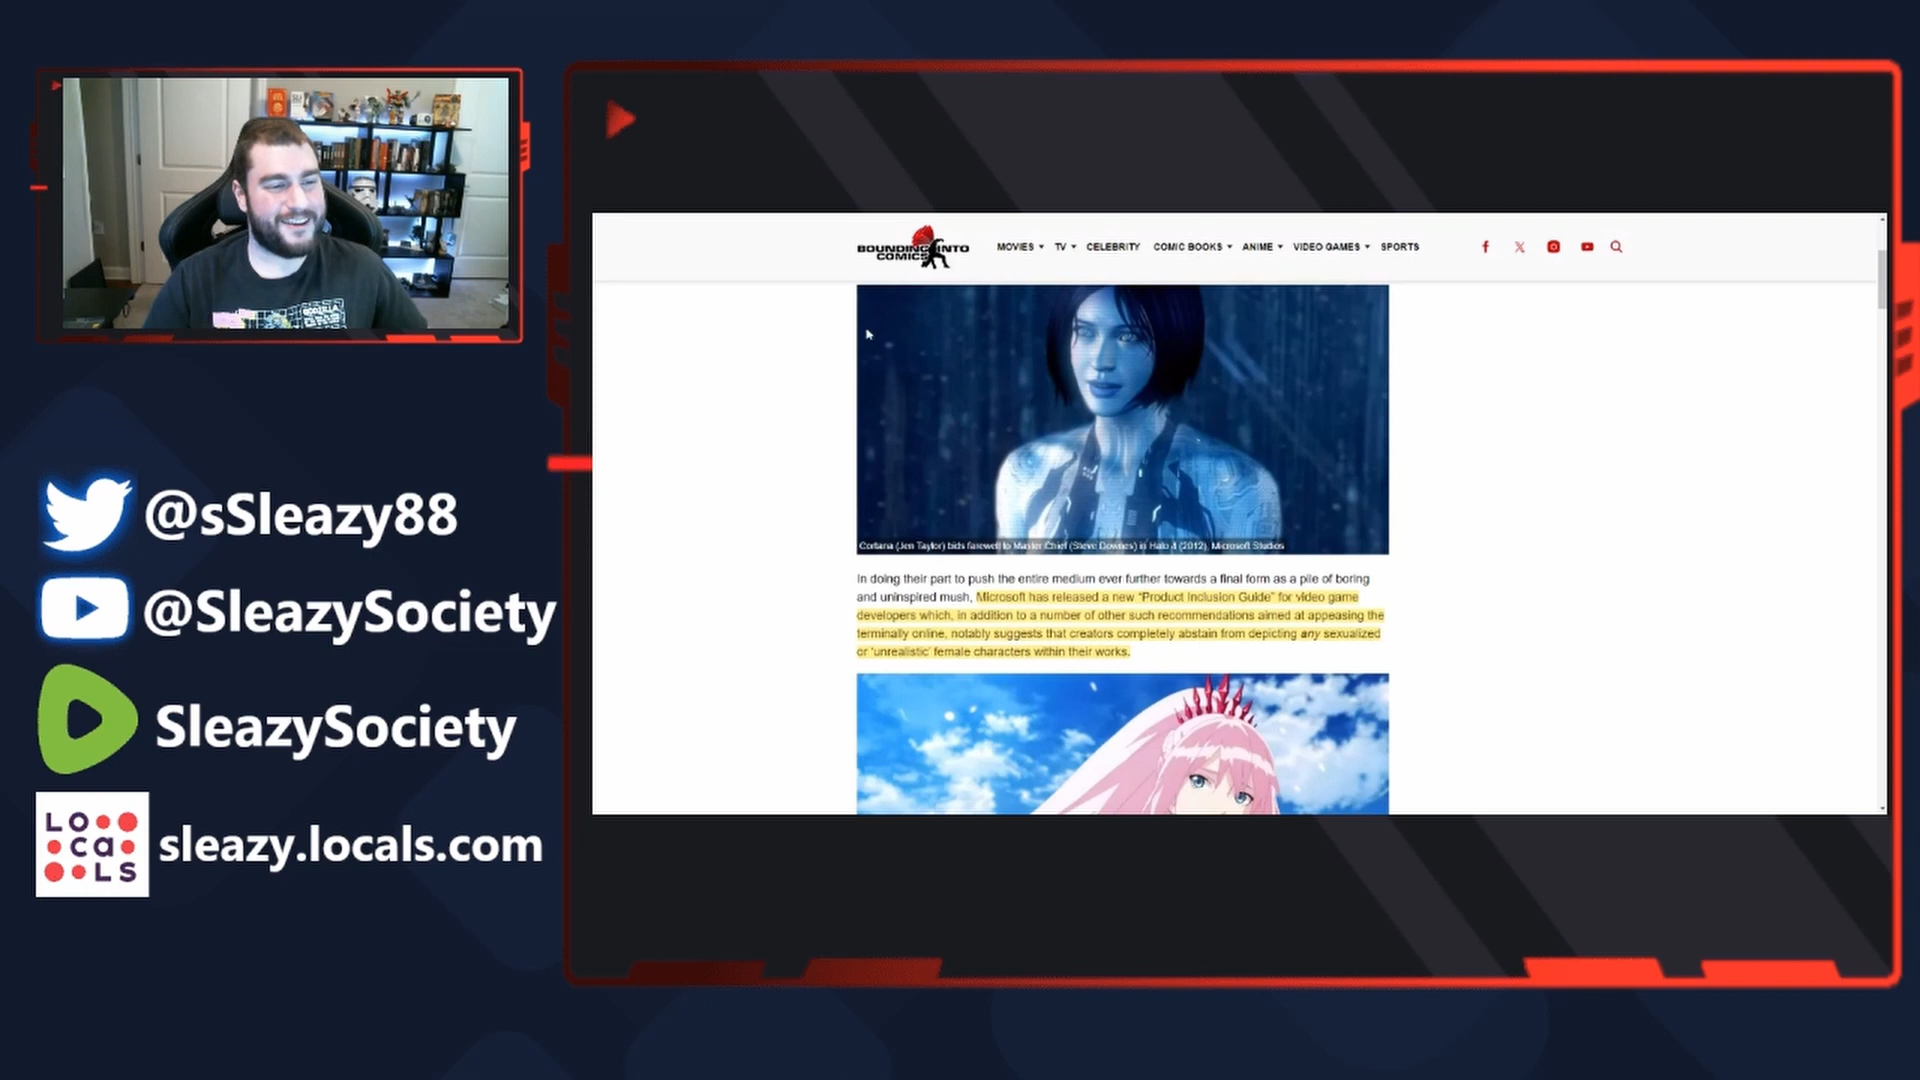 @sSleazy88
@SleazySociety
SleazySociety
LOcaLS
sleazy.locals.com
BOUNDING INTO
COMICS
MOVIES TV CELEBRITY COMIC BOOKS ANIME VIDEO GAMES SPORTS
Cortana (Jen Taylor) bids farewell to Master Chief (Steve Downes) in Halo 4 (2012), Microsoft Studios
In doing their part to push the entire medium ever further towards a final form as a pile of boring
and uninspired mush, Microsoft has released a new “Product Inclusion Guide” for video game
developers which, in addition to a number of other such recommendations aimed at appeasing the
terminally online, notably suggests that creators completely abstain from depicting any sexualized
or ‘unrealistic’ female characters within their works.